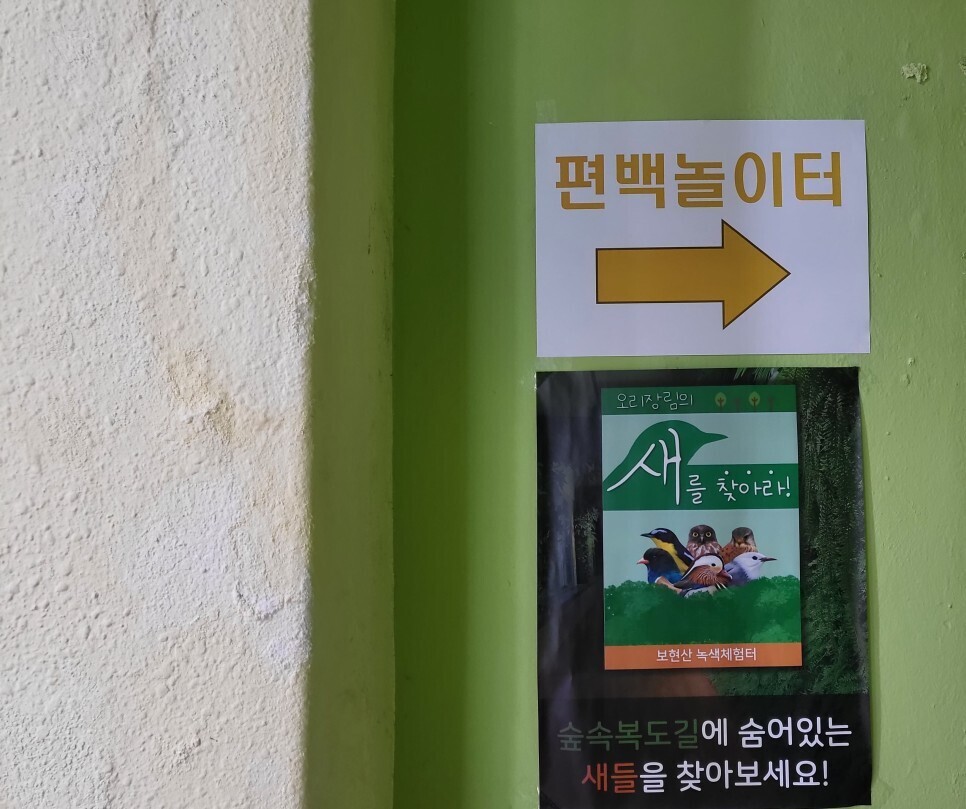 편백놀이터
오리장림의
새를 찾아라!
보현산 녹색체험터
숲속복도길에 숨어있는
새들을 찾아보세요!